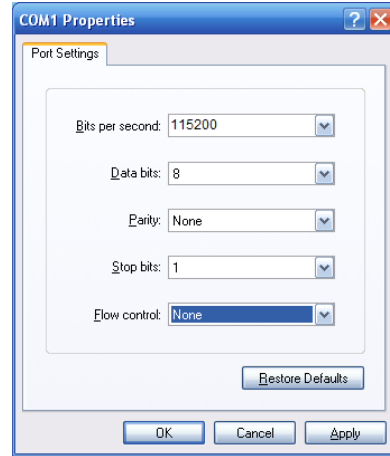 COM1 Properties
Port Settings
Bits per second: 115200
Data bits: 8
Parity: None
Stop bits: 1
Flow control: None
Restore Defaults
OK Cancel Apply